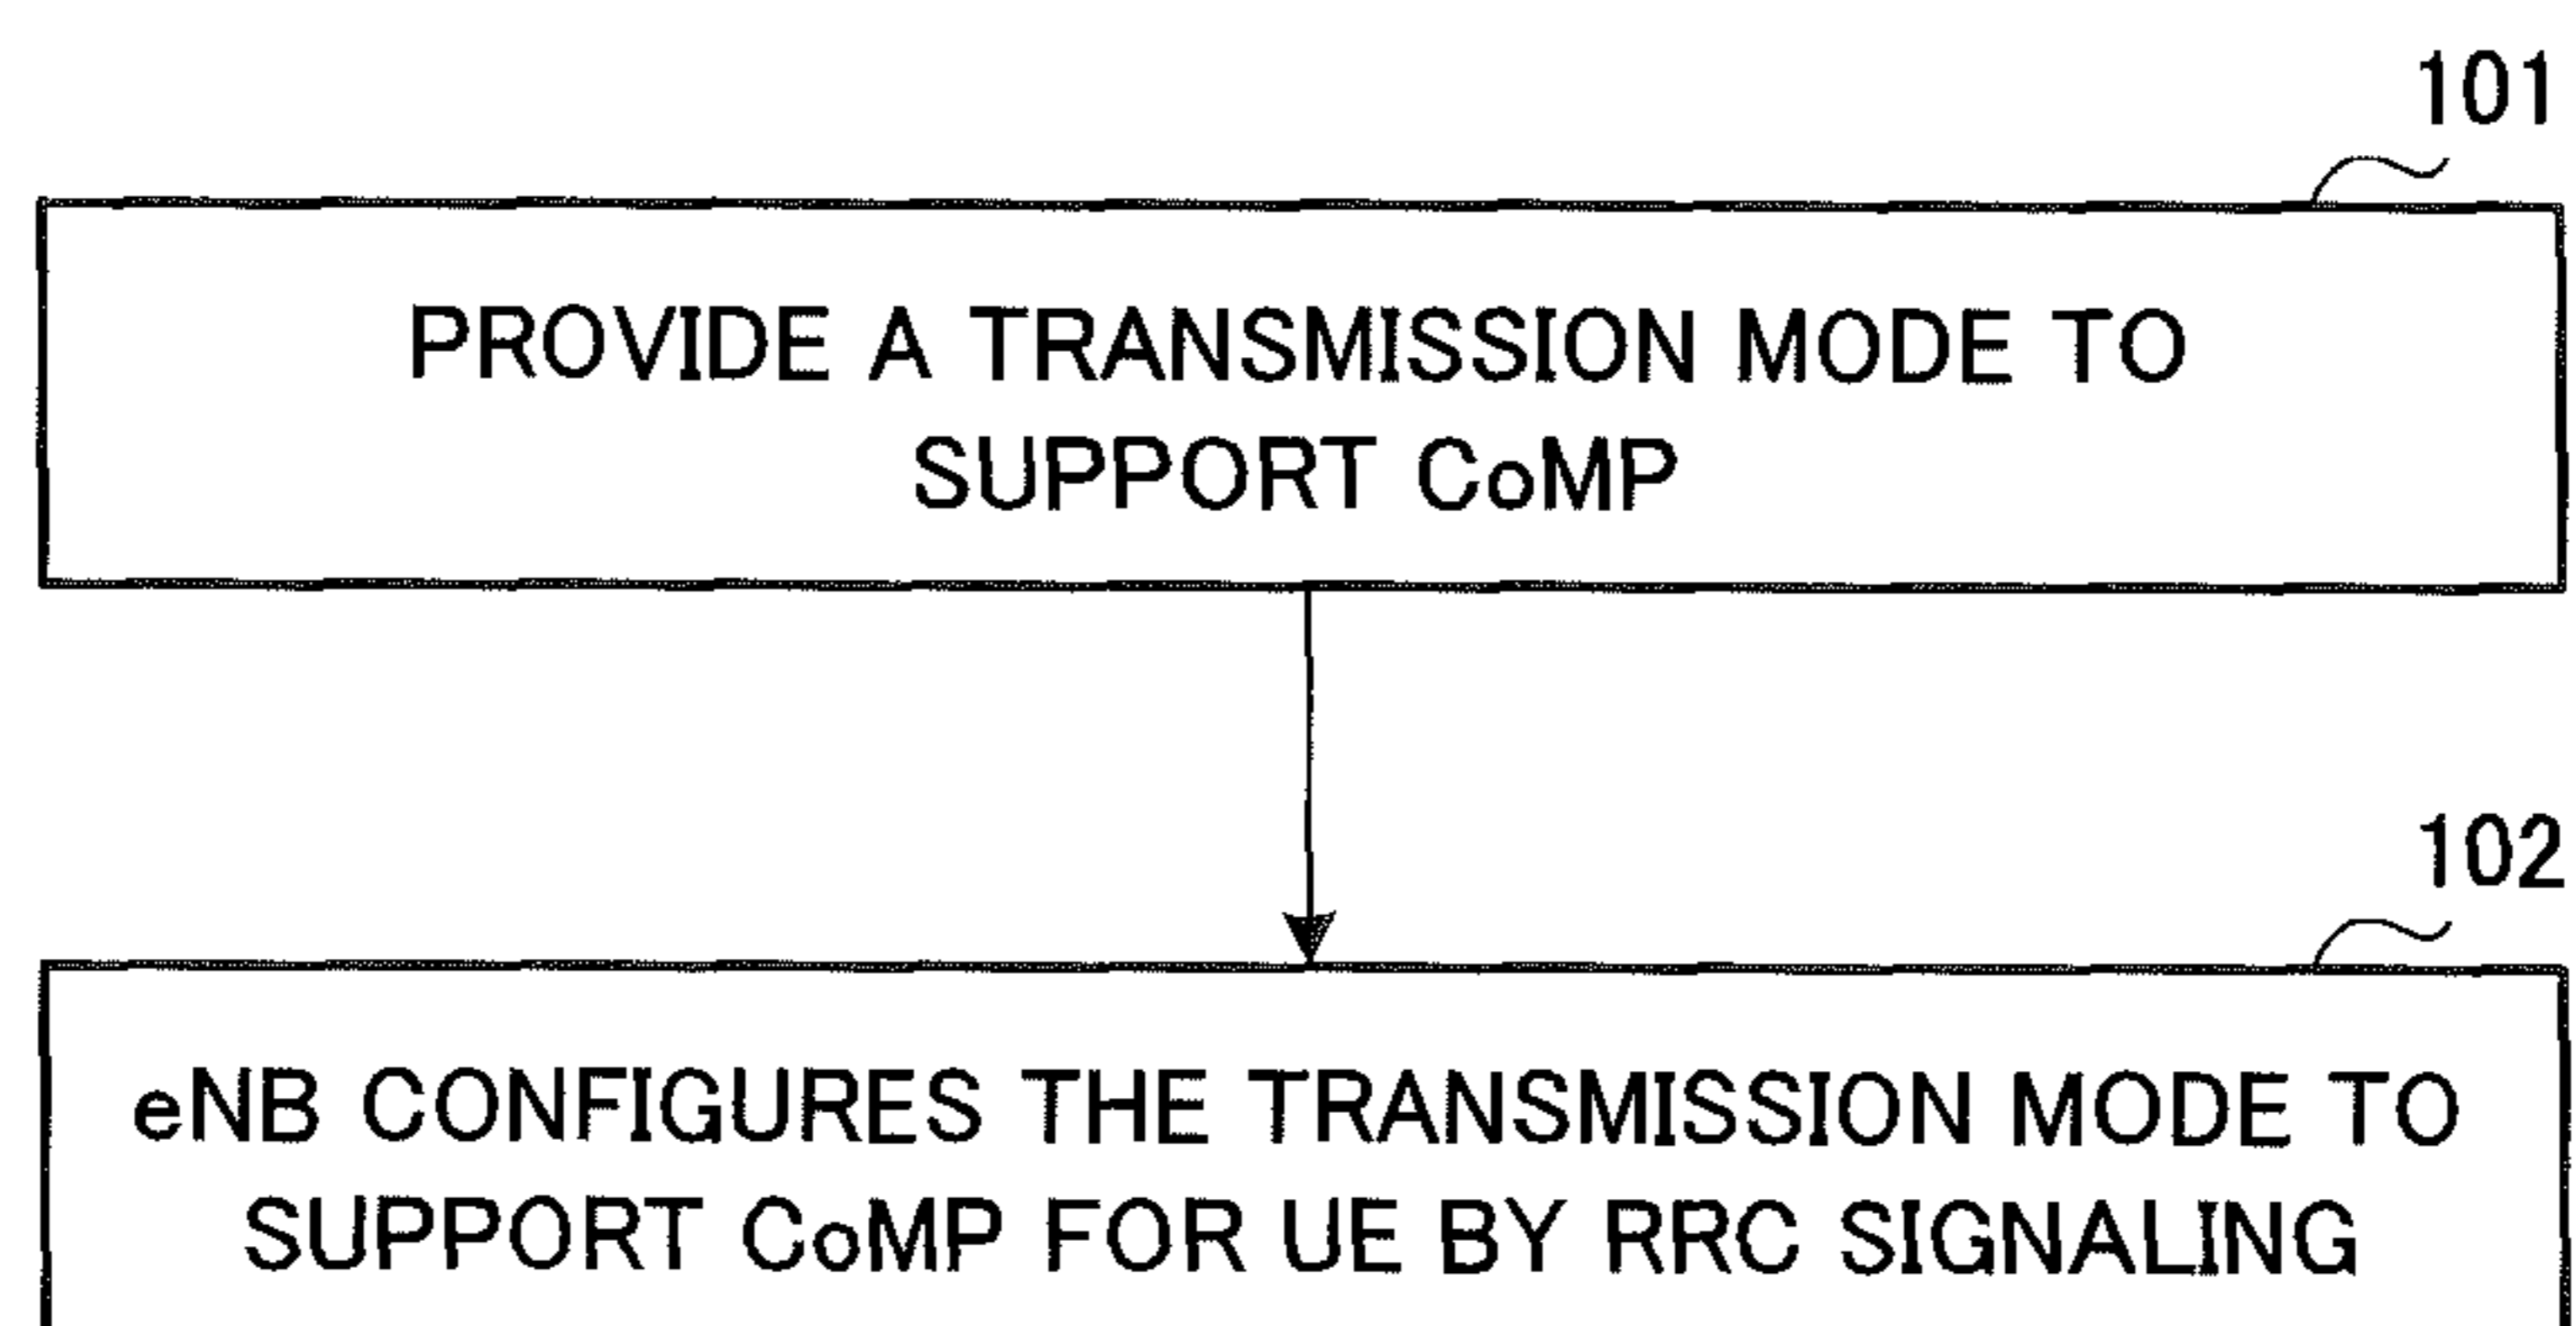 101
PROVIDE A TRANSMISSION MODE TO
SUPPORT CoMP
102
eNB CONFIGURES THE TRANSMISSION MODE TO
SUPPORT CoMP FOR UE BY RRC SIGNALING